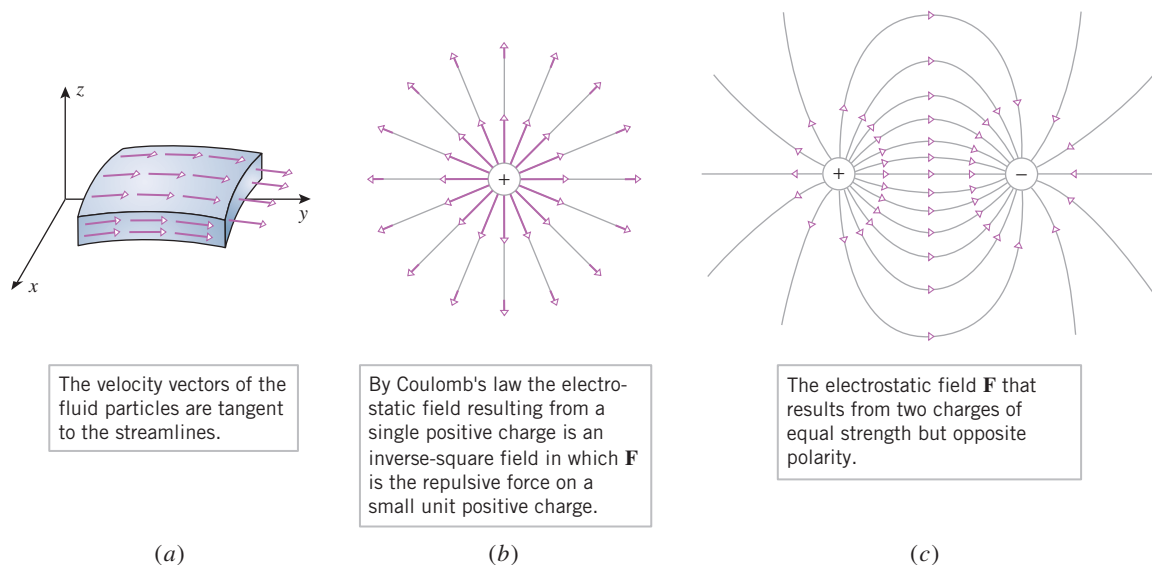 z
y
x
+
+
−
The velocity vectors of the
fluid particles are tangent
to the streamlines.
By Coulomb's law the electro-
static field resulting from a
single positive charge is an
inverse-square field in which F
is the repulsive force on a
small unit positive charge.
The electrostatic field F that
results from two charges of
equal strength but opposite
polarity.
(a)
(b)
(c)